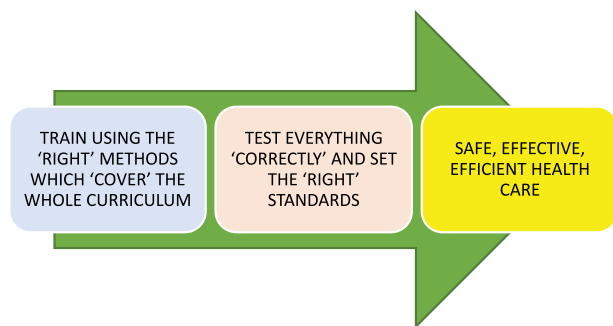 TRAIN USING THE
‘RIGHT’ METHODS
WHICH ‘COVER’ THE
WHOLE CURRICULUM
TEST EVERYTHING
‘CORRECTLY’ AND SET
THE ‘RIGHT’
STANDARDS
SAFE, EFFECTIVE,
EFFICIENT HEALTH
CARE